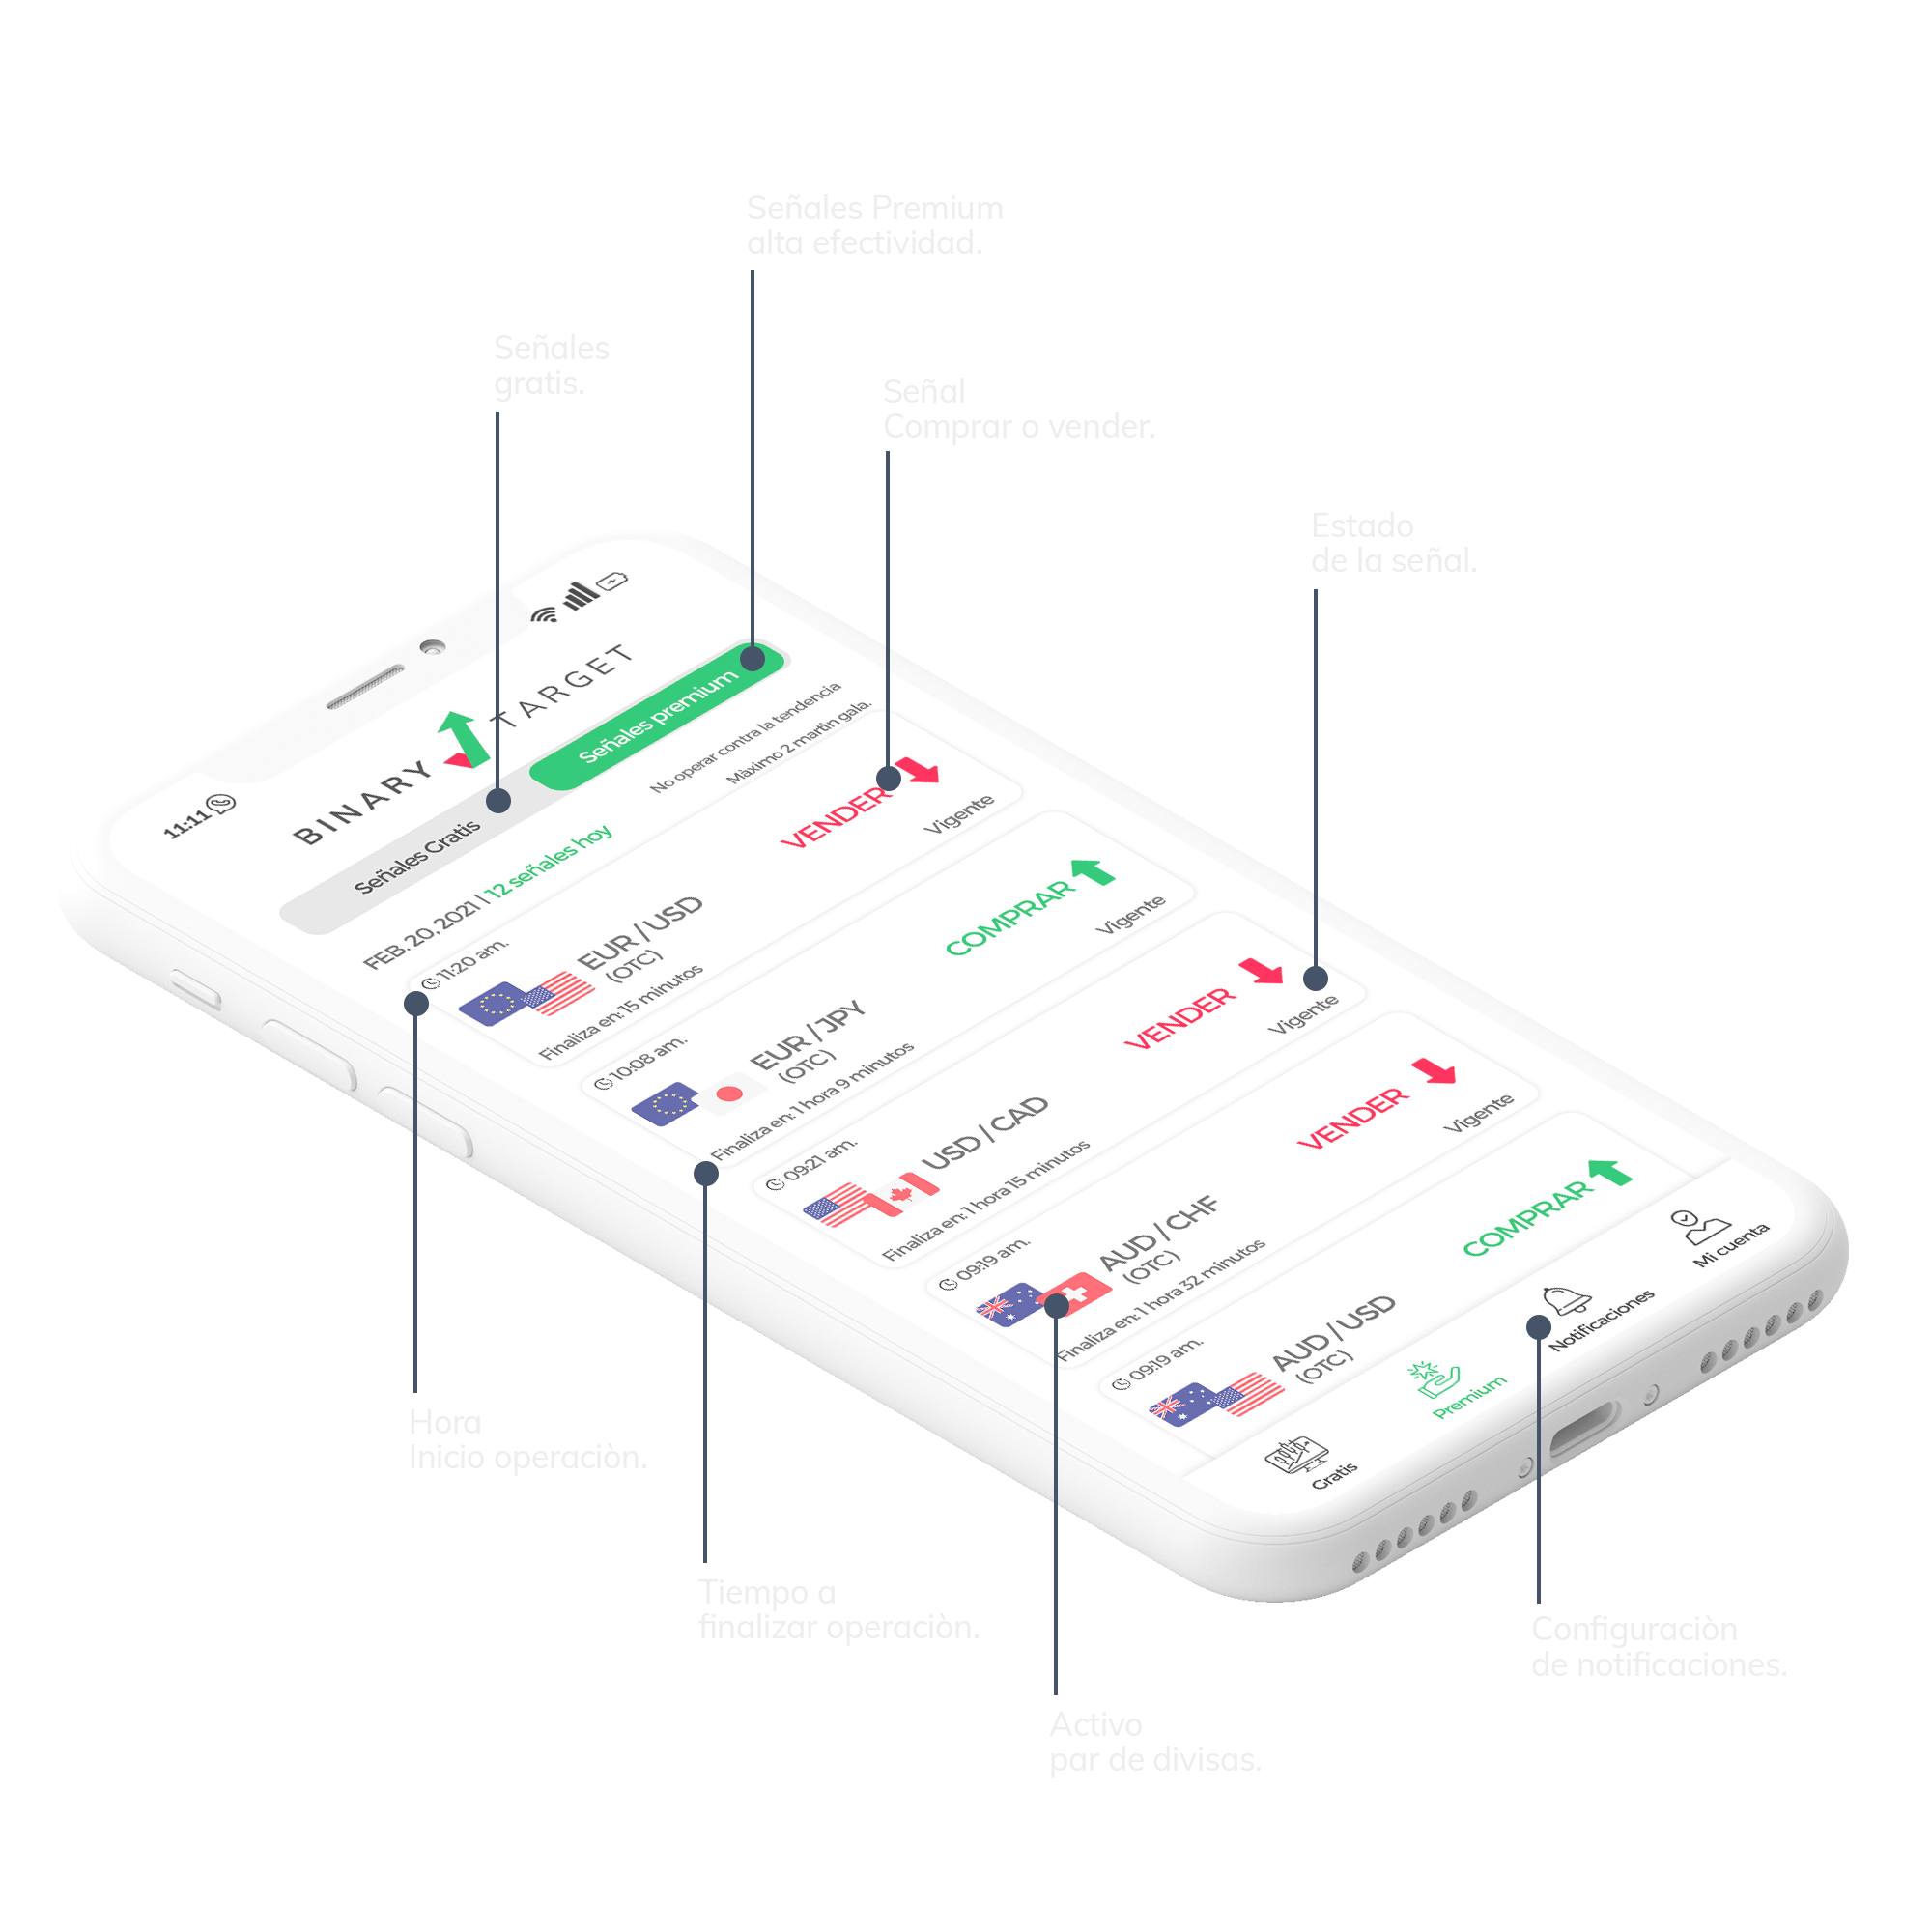 Señales Premium
alta efectividad.
Señales
gratis.
Señal
Comprar o vender.
Estado
de la señal.
11:11
BINARY TARGET
Señales Gratis
Señales premium
FEB. 20, 2021 | 12 señales hoy
No operar contra la tendencia
Màximo 2 martin gala.
11:20 am.
EUR / USD
(OTC)
Finaliza en: 15 minutos
VENDER
Vigente
10:08 am.
EUR / JPY
(OTC)
Finaliza en: 1 hora 9 minutos
COMPRAR
Vigente
09:21 am.
USD / CAD
Finaliza en: 1 hora 15 minutos
VENDER
Vigente
09:19 am.
AUD / CHF
(OTC)
Finaliza en: 1 hora 32 minutos
VENDER
Vigente
09:19 am.
AUD / USD
(OTC)
COMPRAR
Gratis
Premium
Notificaciones
Mi cuenta
Hora
Inicio operaciòn.
Tiempo a
finalizar operaciòn.
Activo
par de divisas.
Configuraciòn
de notificaciones.